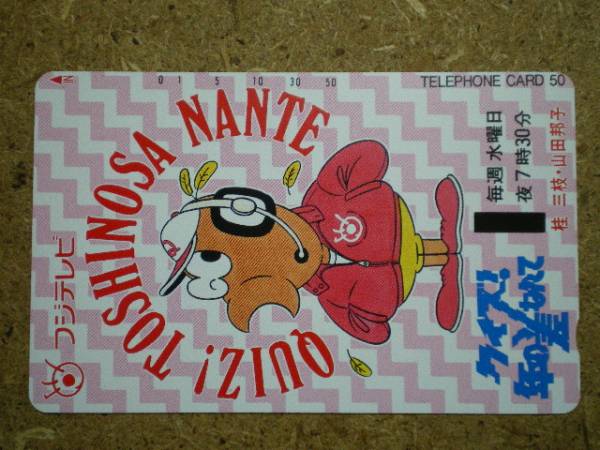 IN
0 1 5 10 30 50
TELEPHONE CARD 50
フジテレビ
QUIZ! TOSHINOSA NANTE
毎週 水曜日
夜7時30分
桂 三枝・山田邦子
クイズ!
年の差なんて